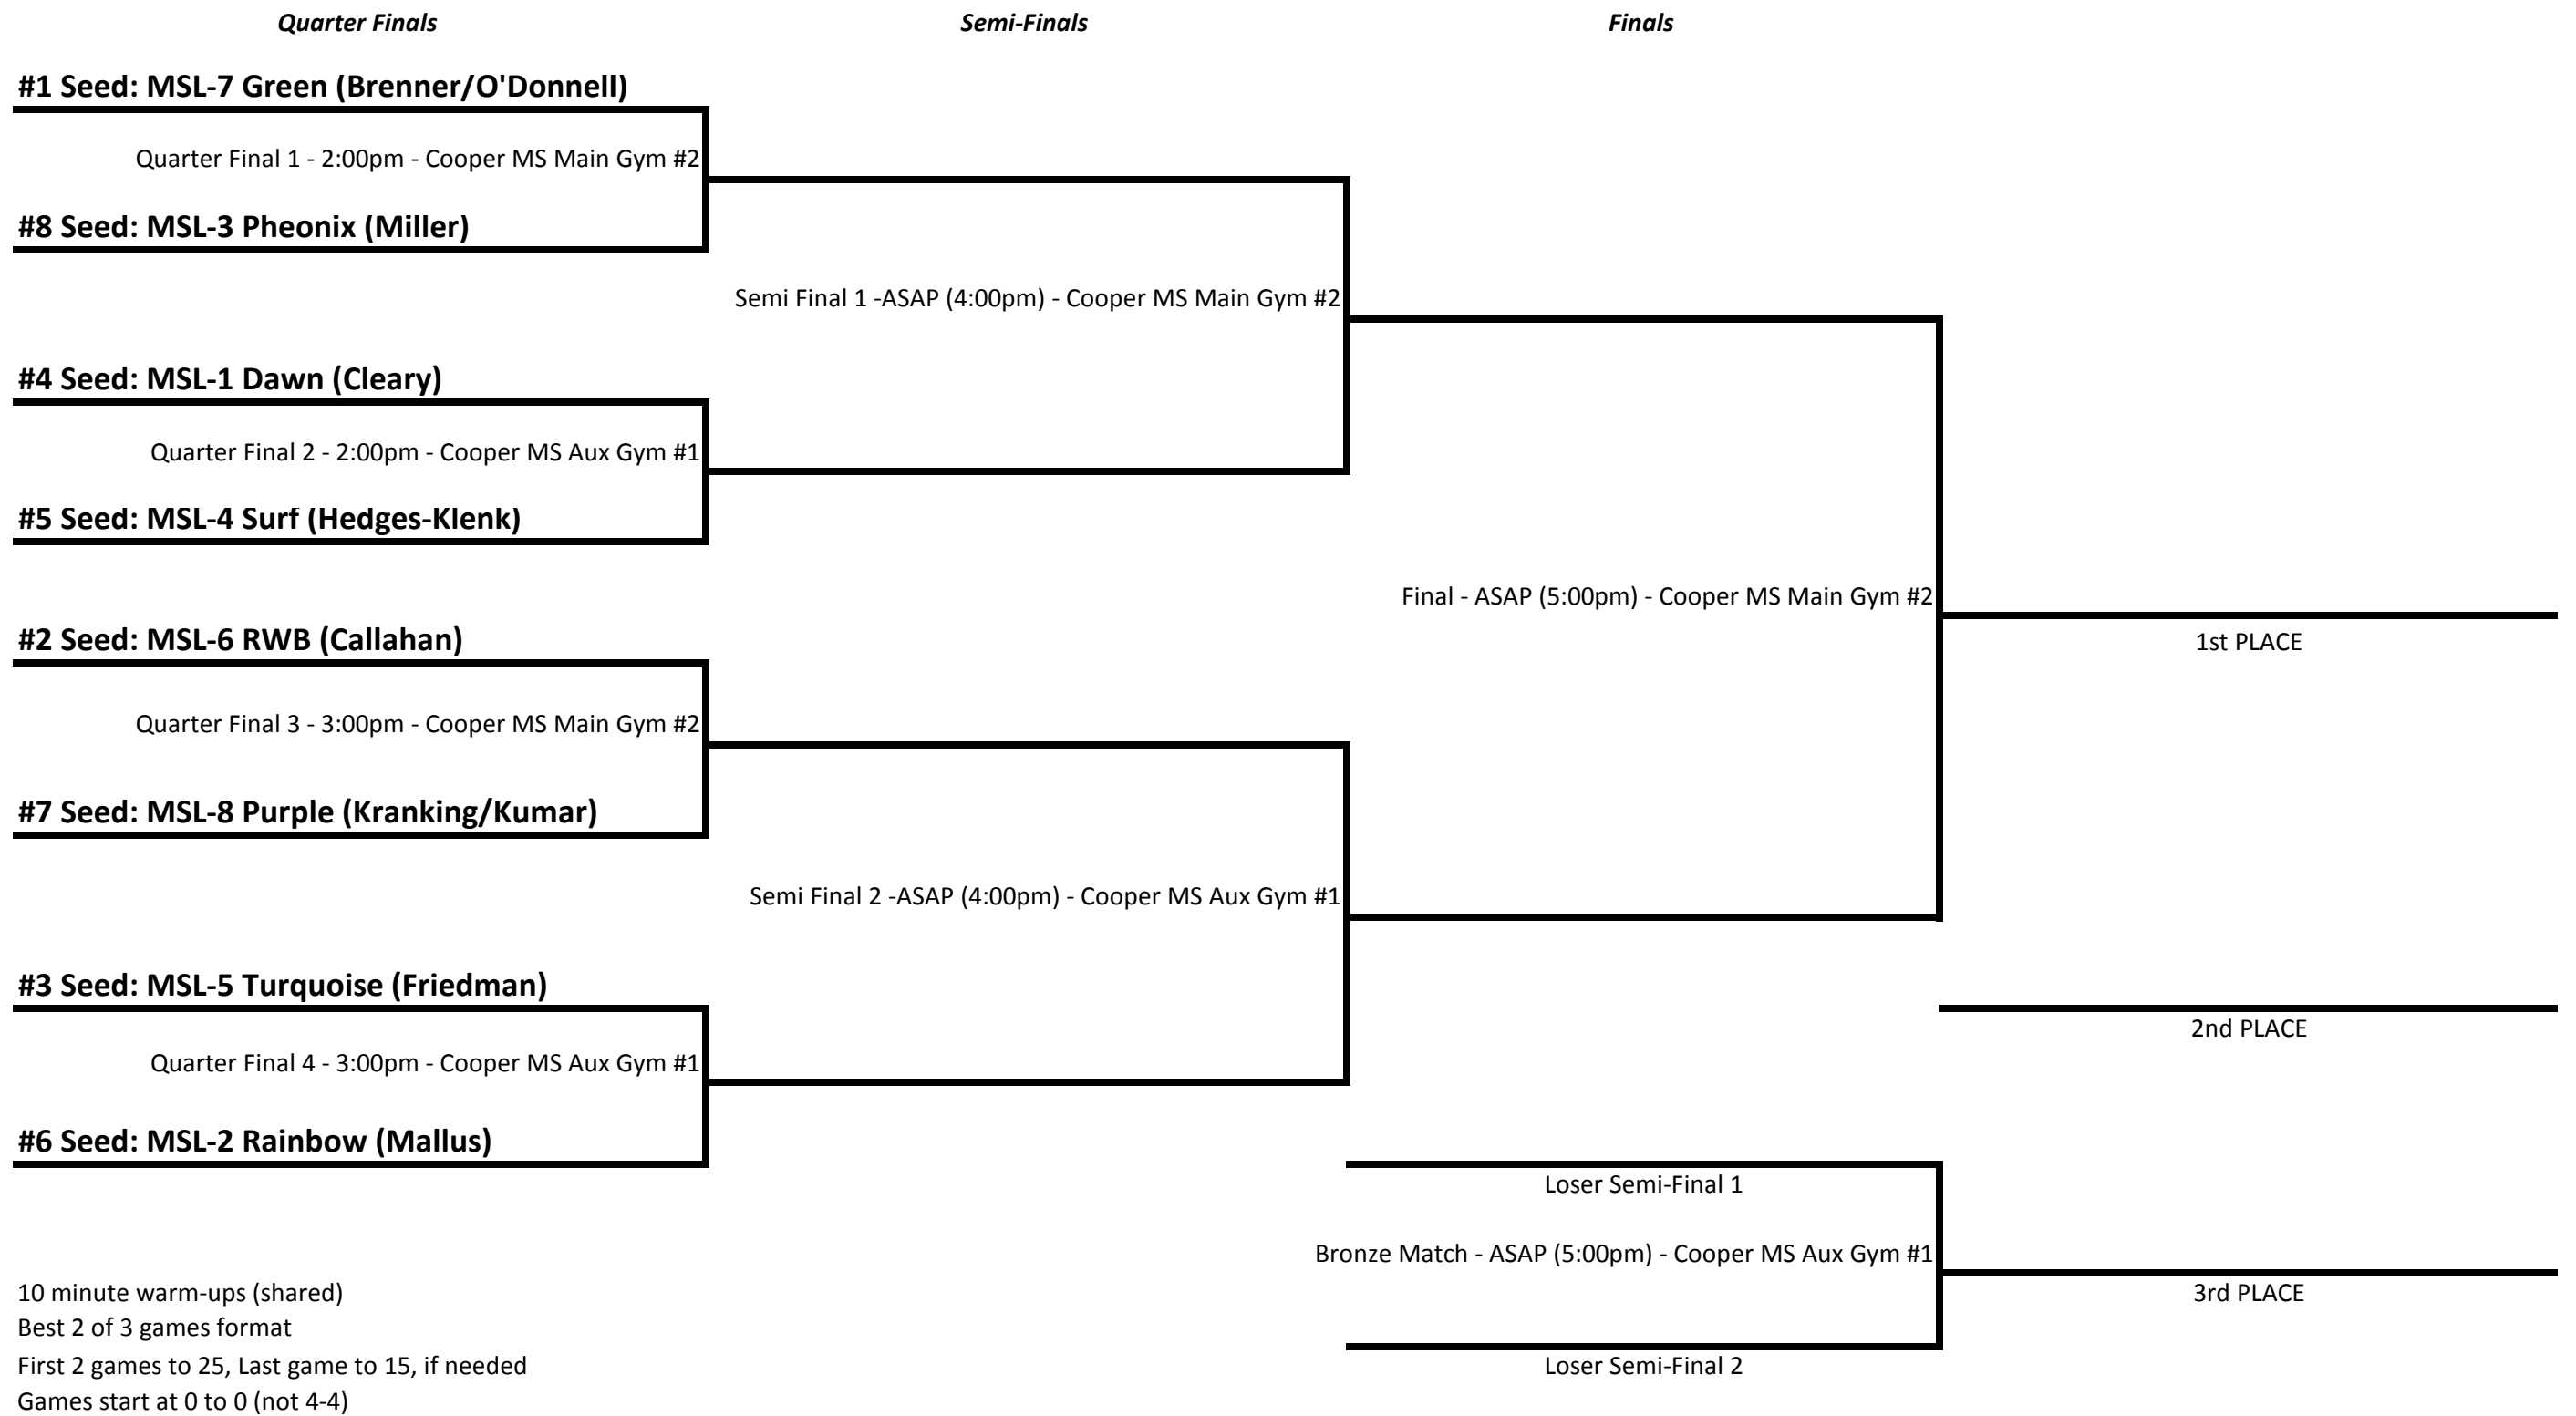 Quarter Finals
Semi-Finals
Finals
#1 Seed: MSL-7 Green (Brenner/O'Donnell)
Quarter Final 1 - 2:00pm - Cooper MS Main Gym #2
#8 Seed: MSL-3 Pheonix (Miller)
Semi Final 1 -ASAP (4:00pm) - Cooper MS Main Gym #2
#4 Seed: MSL-1 Dawn (Cleary)
Quarter Final 2 - 2:00pm - Cooper MS Aux Gym #1
#5 Seed: MSL-4 Surf (Hedges-Klenk)
Final - ASAP (5:00pm) - Cooper MS Main Gym #2
#2 Seed: MSL-6 RWB (Callahan)
1st PLACE
Quarter Final 3 - 3:00pm - Cooper MS Main Gym #2
#7 Seed: MSL-8 Purple (Kranking/Kumar)
Semi Final 2 -ASAP (4:00pm) - Cooper MS Aux Gym #1
#3 Seed: MSL-5 Turquoise (Friedman)
2nd PLACE
Quarter Final 4 - 3:00pm - Cooper MS Aux Gym #1
#6 Seed: MSL-2 Rainbow (Mallus)
Loser Semi-Final 1
Bronze Match - ASAP (5:00pm) - Cooper MS Aux Gym #1
3rd PLACE
Loser Semi-Final 2
10 minute warm-ups (shared)
Best 2 of 3 games format
First 2 games to 25, Last game to 15, if needed
Games start at 0 to 0 (not 4-4)